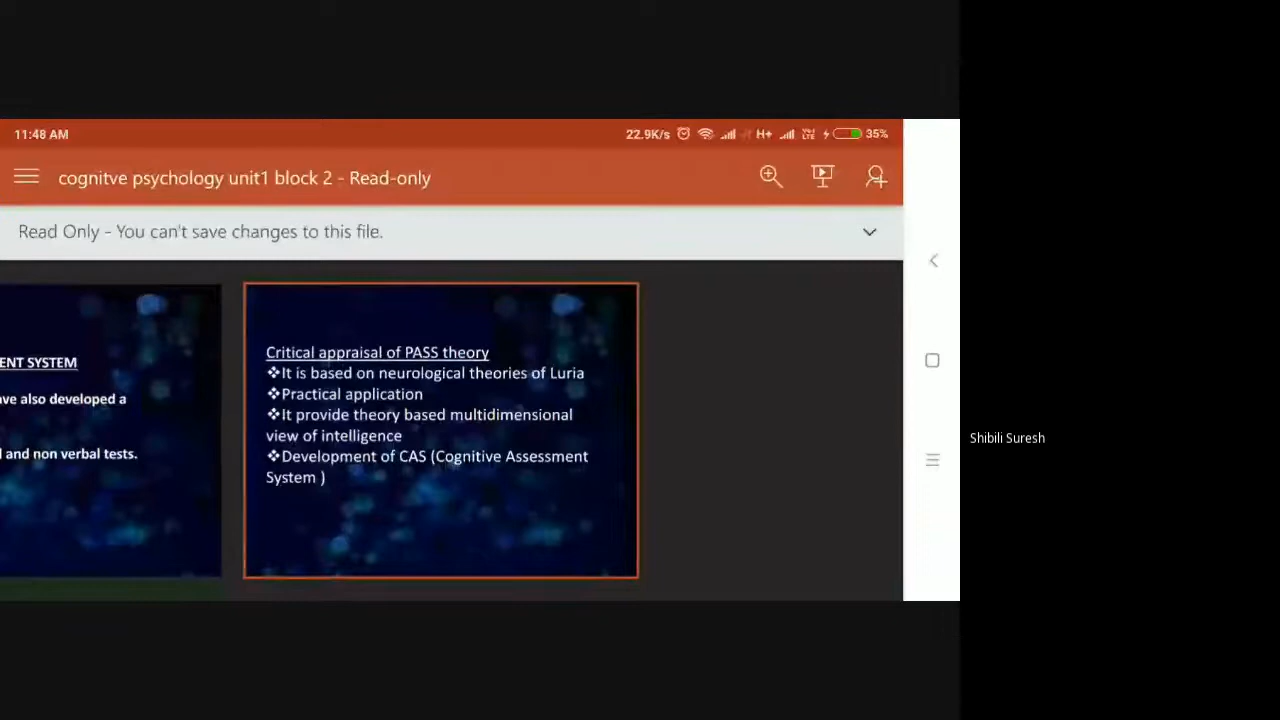 11:48 AM
22.9K/s H+ VoLTE 35%
cognitve psychology unit1 block 2 - Read-only
Read Only - You can't save changes to this file.
ENT SYSTEM
ve also developed a
l and non verbal tests.
Critical appraisal of PASS theory
❖It is based on neurological theories of Luria
❖Practical application
❖It provide theory based multidimensional
view of intelligence
❖Development of CAS (Cognitive Assessment
System )
Shibili Suresh